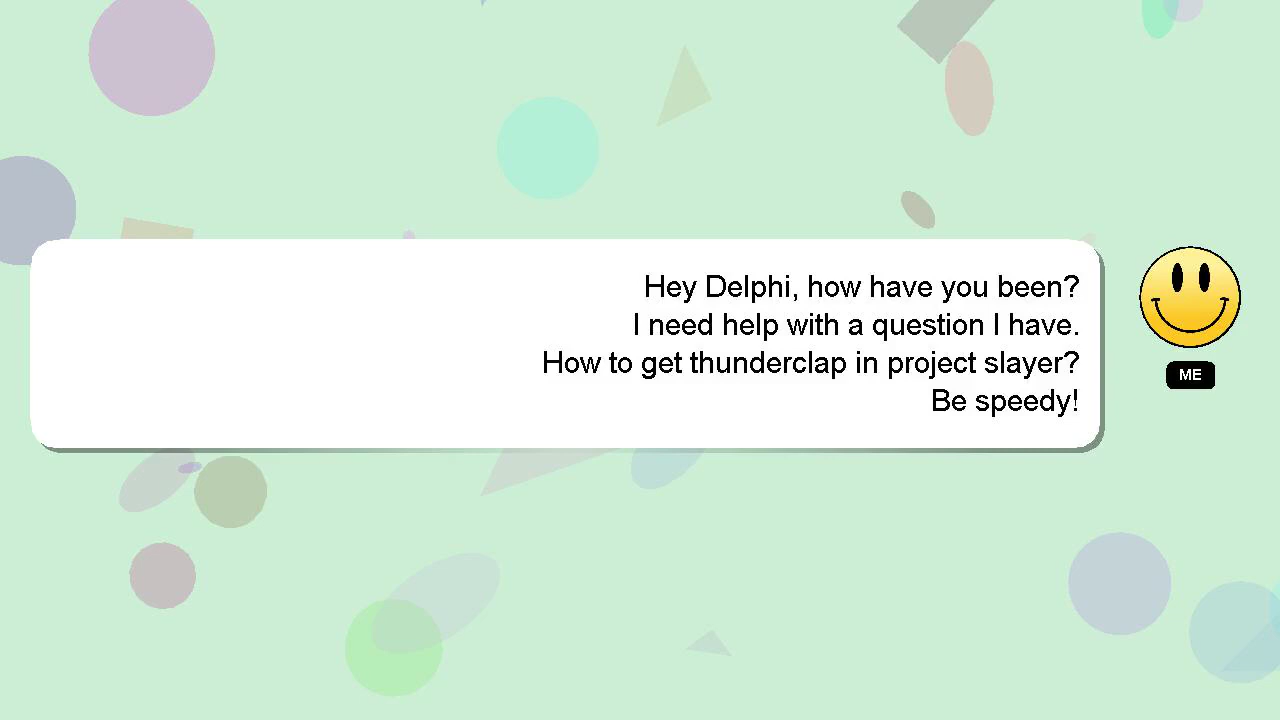 Hey Delphi, how have you been?
I need help with a question I have.
How to get thunderclap in project slayer?
Be speedy!
ME